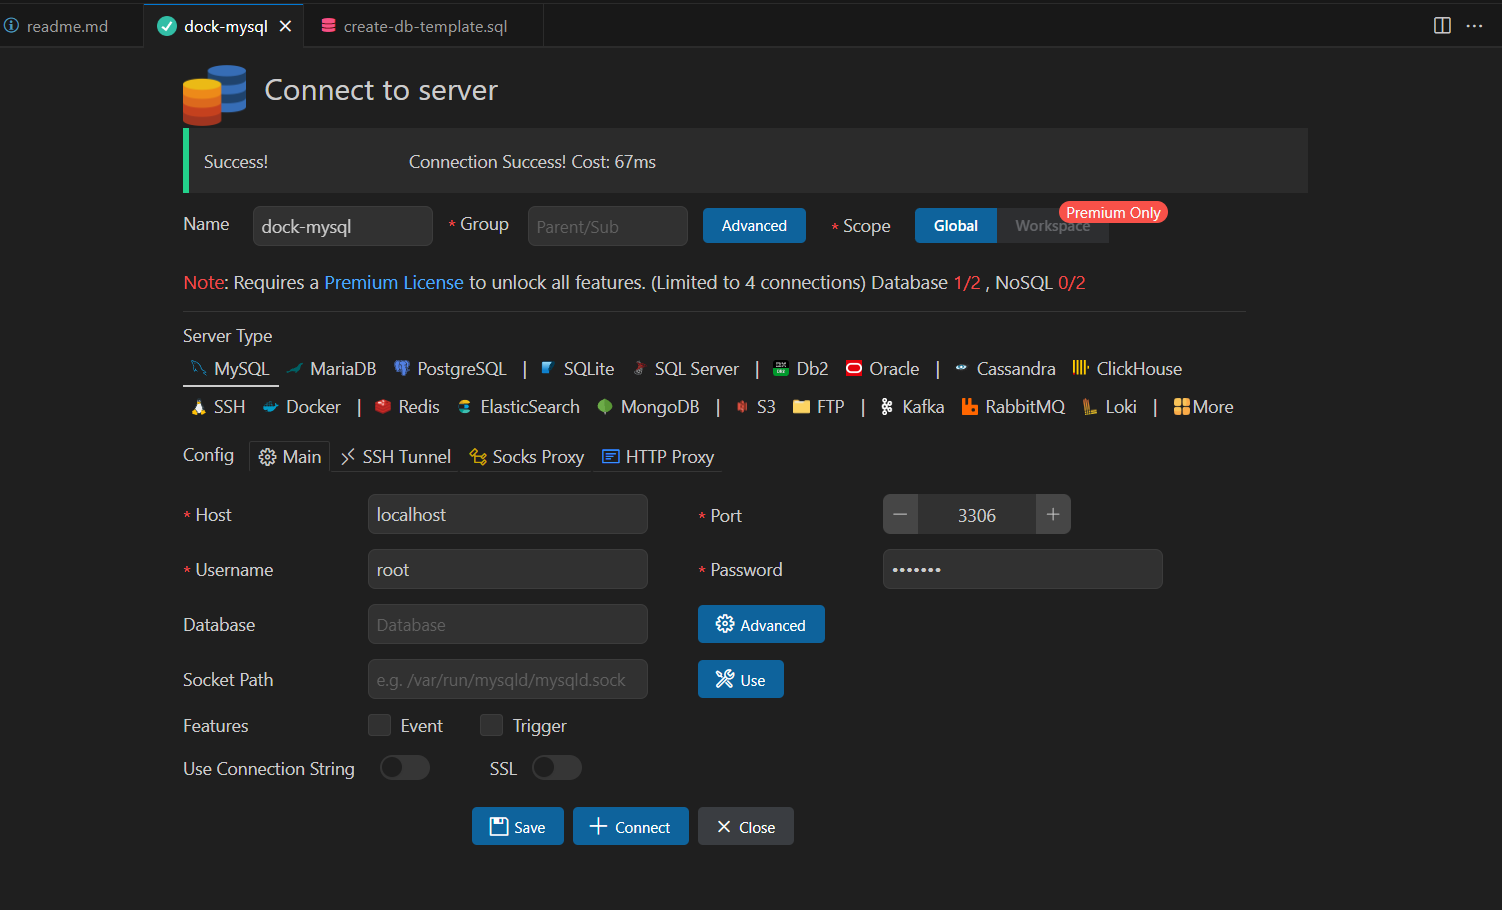 readme.md dock-mysql create-db-template.sql
Connect to server
Success! Connection Success! Cost: 67ms
Premium Only
Name dock-mysql * Group Parent/Sub Advanced * Scope Global Workspace
Note: Requires a Premium License to unlock all features. (Limited to 4 connections) Database 1/2 , NoSQL 0/2
Server Type
MySQL MariaDB PostgreSQL | SQLite SQL Server | Db2 Oracle | Cassandra ClickHouse
SSH Docker | Redis ElasticSearch MongoDB | S3 FTP | Kafka RabbitMQ Loki | More
Config Main SSH Tunnel Socks Proxy HTTP Proxy
* Host localhost * Port 3306
* Username root * Password •••••••
Database Database Advanced
Socket Path e.g. /var/run/mysqld/mysqld.sock Use
Features Event Trigger
Use Connection String SSL
Save Connect Close